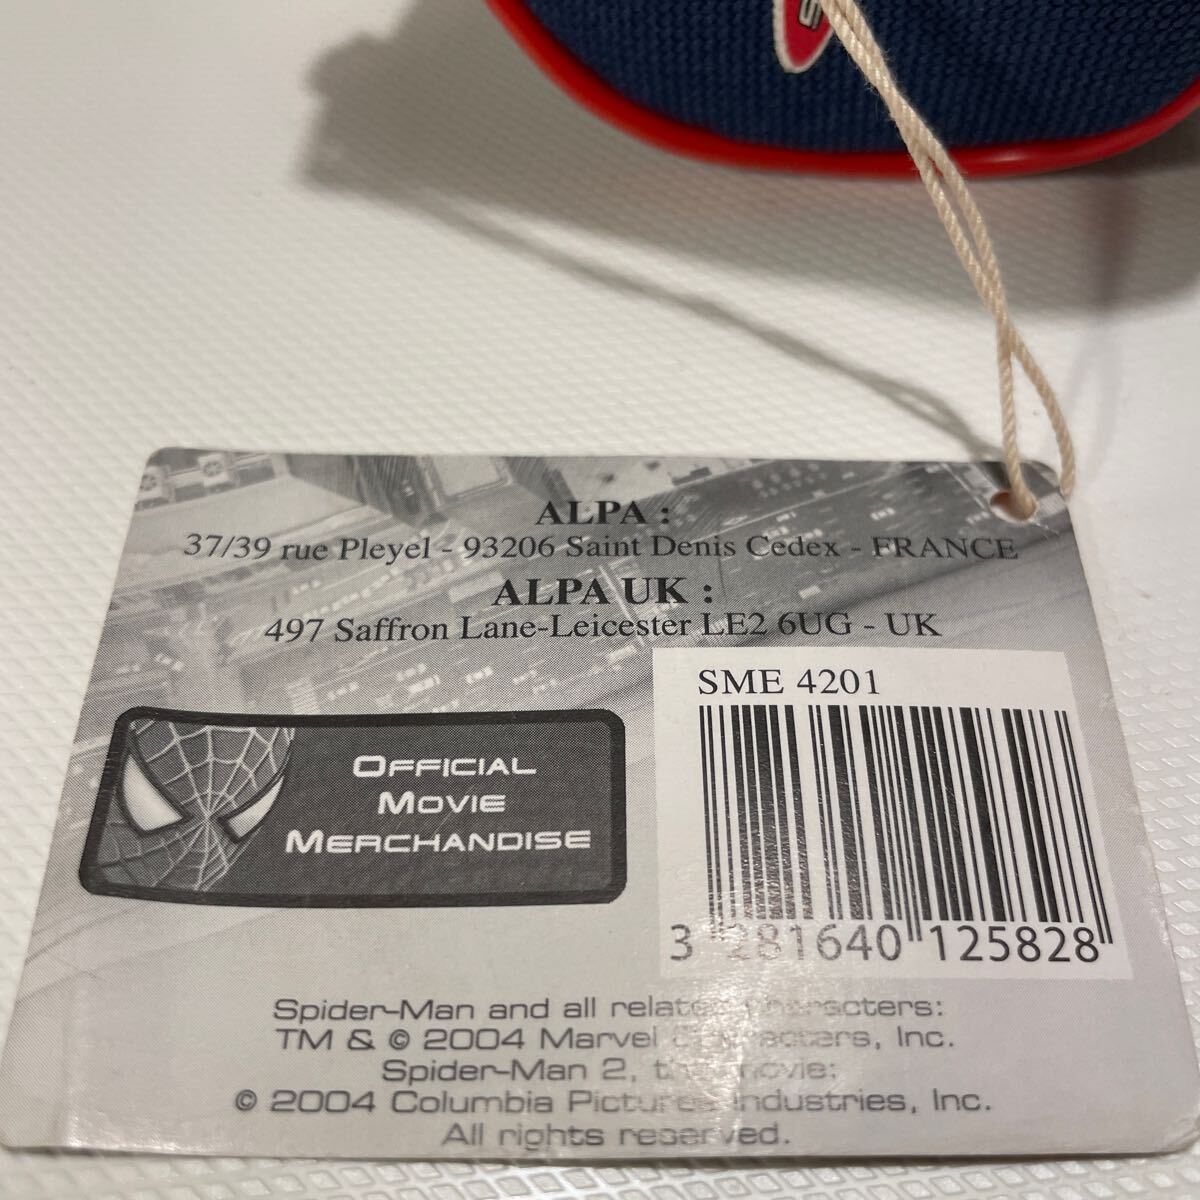 ALPA :
37/39 rue Pleyel - 93206 Saint Denis Cedex - FRANCE
ALPA UK :
497 Saffron Lane-Leicester LE2 6UG - UK
SME 4201
OFFICIAL
MOVIE
MERCHANDISE
3 281640 125828
Spider-Man and all related characters:
TM & © 2004 Marvel Characters, Inc.
Spider-Man 2, the movie:
© 2004 Columbia Pictures Industries, Inc.
All rights reserved.